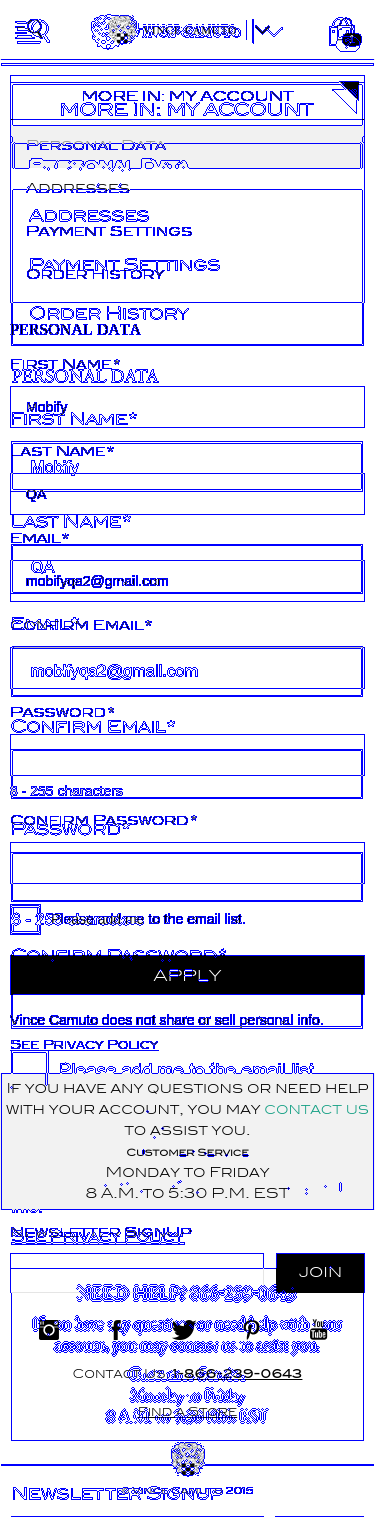 VINCE CAMUTO
MORE IN: MY ACCOUNT
MORE IN: MY ACCOUNT
Personal Data
Personal Data
Addresses
Addresses
Payment Settings
Payment Settings
Order History
Order History
PERSONAL DATA
First Name*
PERSONAL DATA
Mobify
First Name*
Last Name*
Mobify
QA
Last Name*
Email*
QA
mobifyqa2@gmail.com
Email*
Confirm Email*
mobifyqa2@gmail.com
Password*
Confirm Email*
8 - 255 characters
Confirm Password*
Password*
8 - 255 characters
Please add me to the email list.
Confirm Password*
APPLY
Vince Camuto does not share or sell personal info.
See Privacy Policy
Please add me to the email list.
If you have any questions or need help
with your account, you may contact us
to assist you.
Customer Service
Monday to Friday
8 A.M. to 5:30 P.M. EST
Newsletter Signup
See Privacy Policy
JOIN
NEED HELP? 866-239-0643
If you have any questions or need help with your
account, you may contact us to assist you.
Contact Us 1-866-239-0643
Customer Service
Monday to Friday
Find a Store
8 A.M. to 5:30 P.M. EST
© Vince Camuto 2015
Newsletter Signup